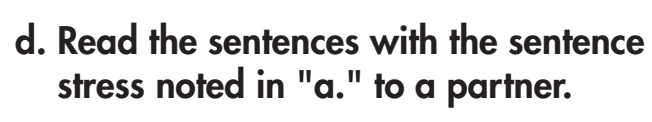 d. Read the sentences with the sentence
stress noted in "a." to a partner.